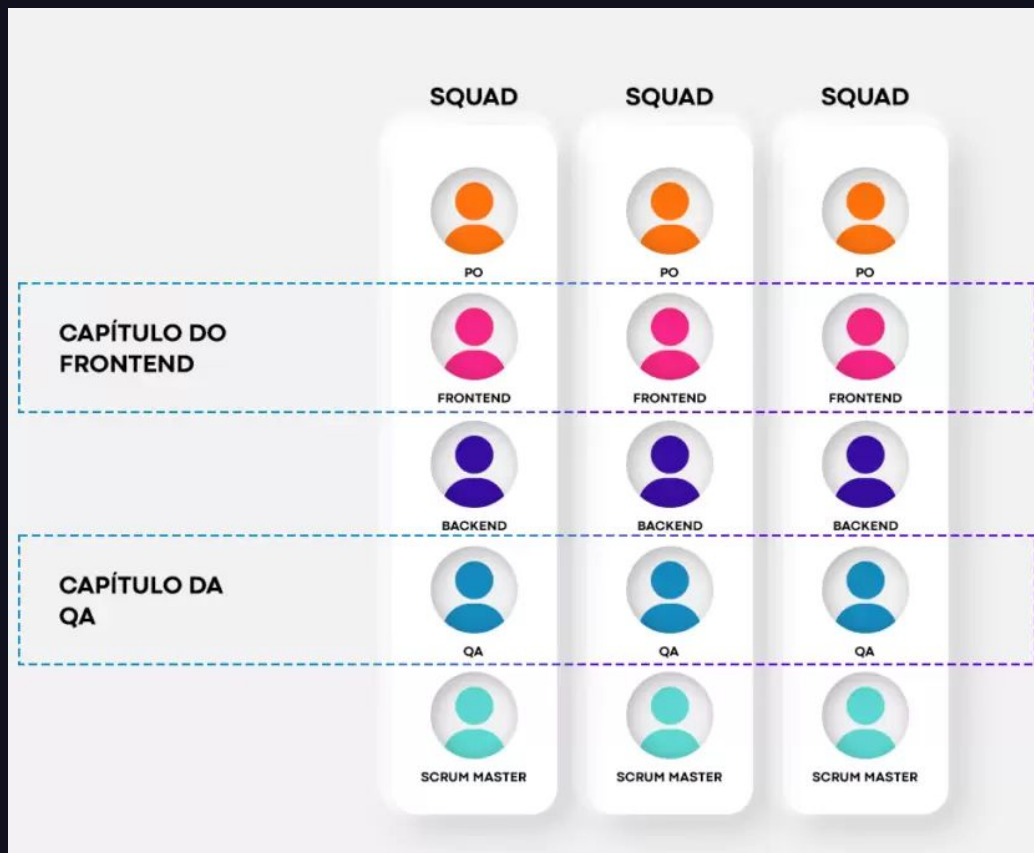 SQUAD SQUAD SQUAD
PO PO PO
CAPÍTULO DO
FRONTEND
FRONTEND FRONTEND FRONTEND
BACKEND BACKEND BACKEND
CAPÍTULO DA
QA
QA QA QA
SCRUM MASTER SCRUM MASTER SCRUM MASTER